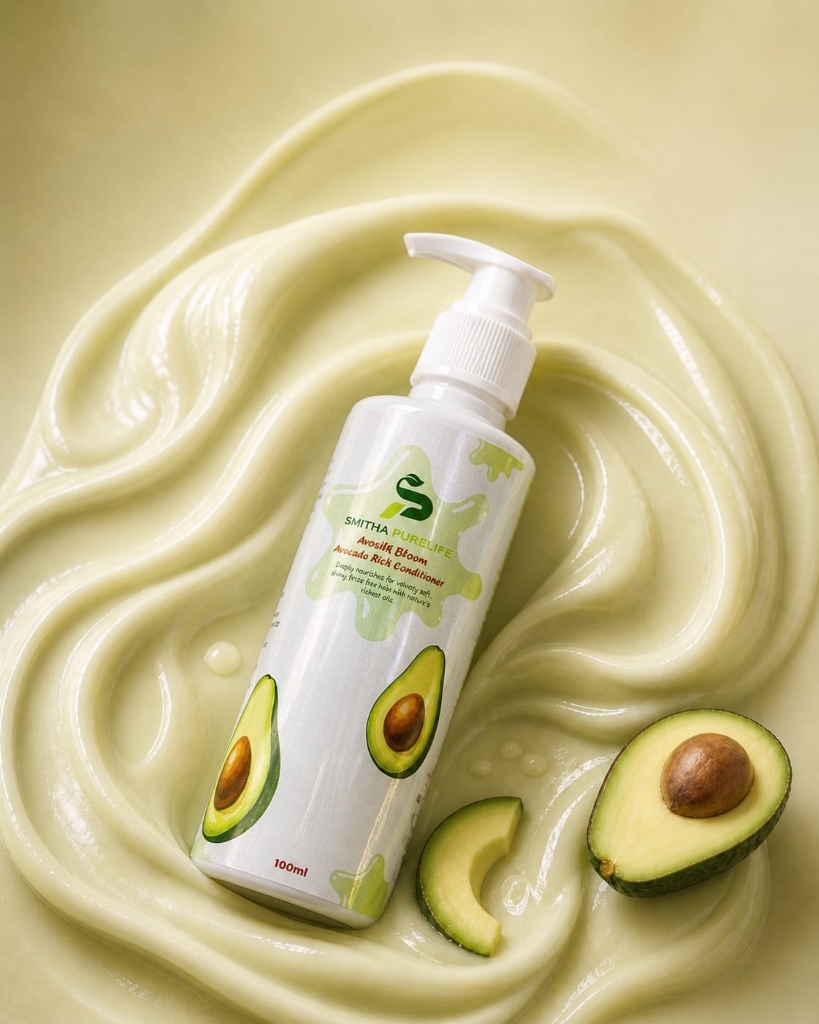 SMITHA PURELIFE
Avosilk Bloom
Avocado Rich Conditioner
Deeply nourishes for velvety soft,
shiny, frizz free hair with nature's
richest oils.
100ml